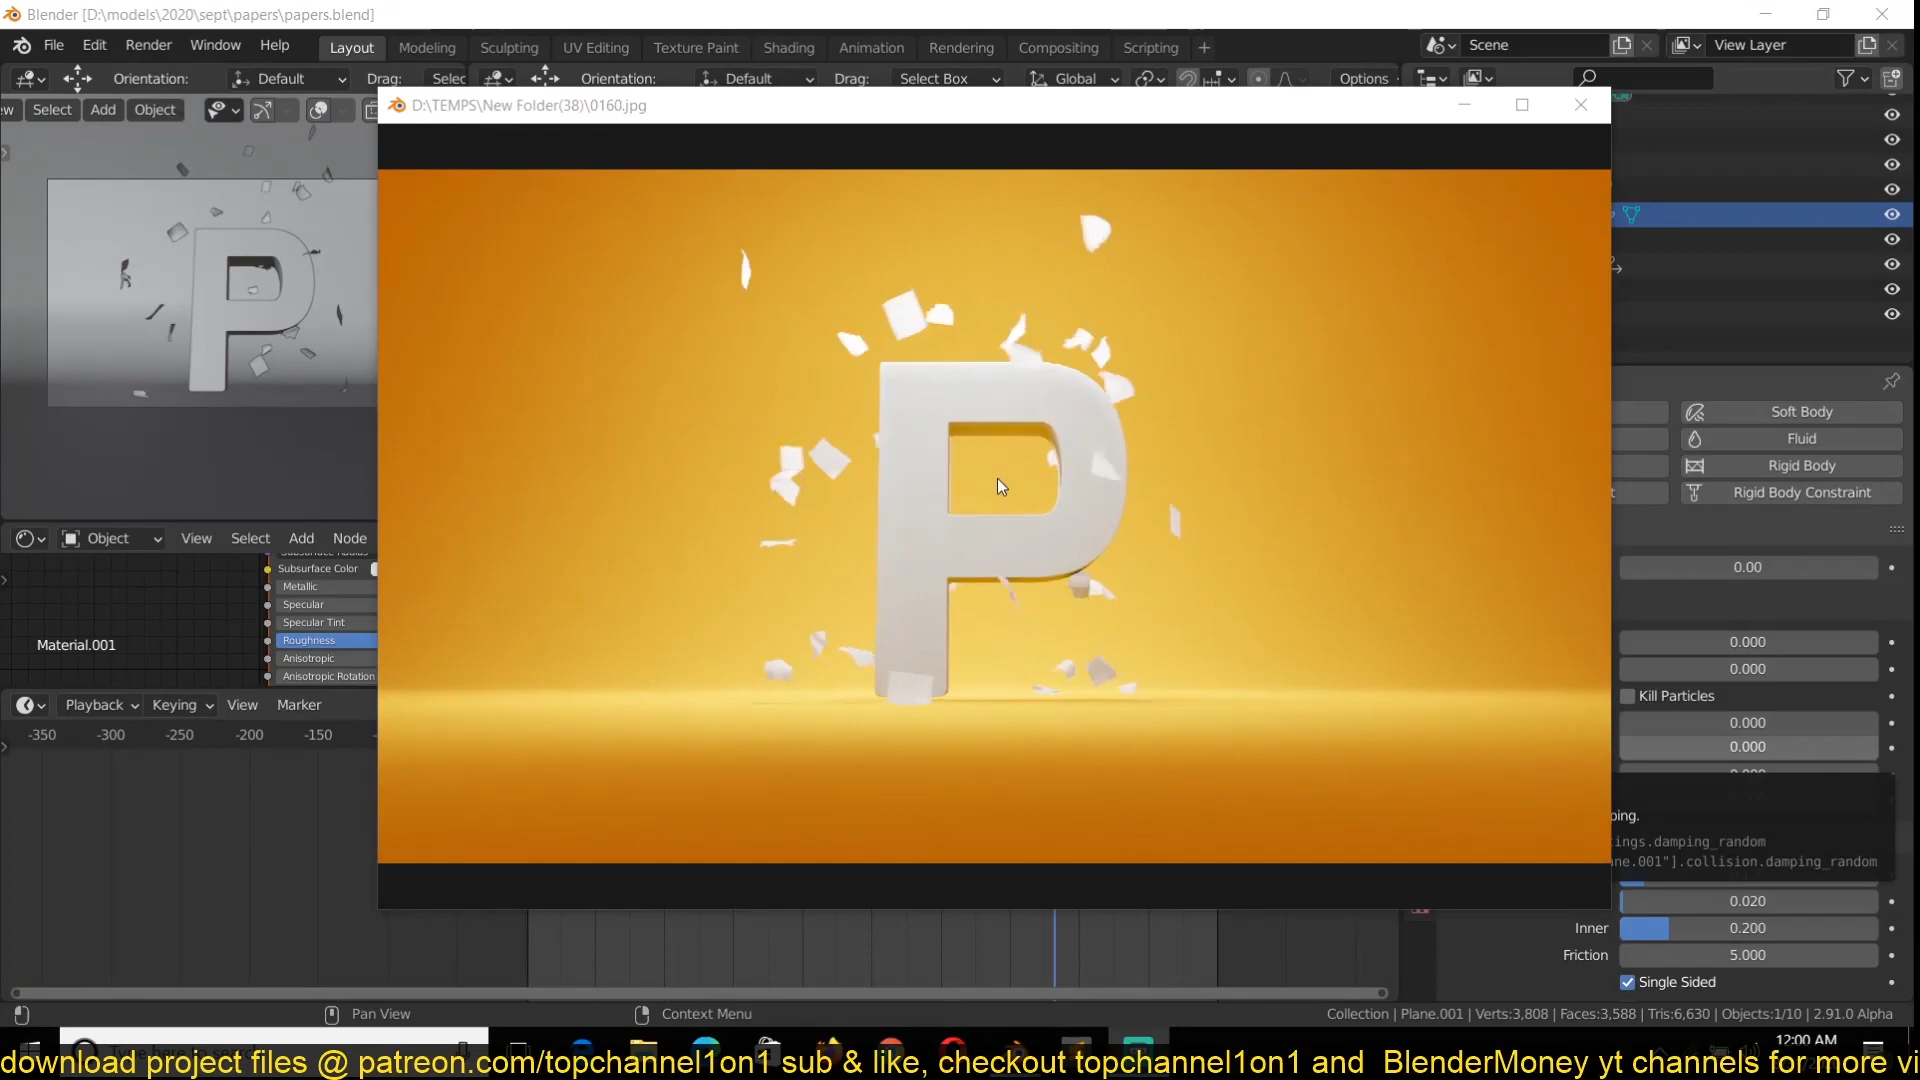 Blender [D:\models\2020\sept\papers\papers.blend]
File Edit Render Window Help Layout Modeling Sculpting UV Editing Texture Paint Shading Animation Rendering Compositing Scripting + Scene View Layer
Orientation: Default Drag: Selec Orientation: Default Drag: Select Box Global Options
ew Select Add Object
D:\TEMPS\New Folder(38)\0160.jpg
P
P
Soft Body
Fluid
Rigid Body
t Rigid Body Constraint
Object View Select Add Node
Subsurface Color
Metallic
Specular
Specular Tint
Roughness
Anisotropic
Anisotropic Rotation
Material.001
0.00
0.000
0.000
Kill Particles
0.000
0.000
Playback Keying View Marker
-350 -300 -250 -200 -150
ping.
ings.damping_random
ne.001"].collision.damping_random
0.020
Inner 0.200
Friction 5.000
Single Sided
Pan View Context Menu
Collection | Plane.001 | Verts:3,808 | Faces:3,588 | Tris:6,630 | Objects:1/10 | 2.91.0 Alpha
12:00 AM
download project files @ patreon.com/topchannel1on1 sub & like, checkout topchannel1on1 and BlenderMoney yt channels for more vi